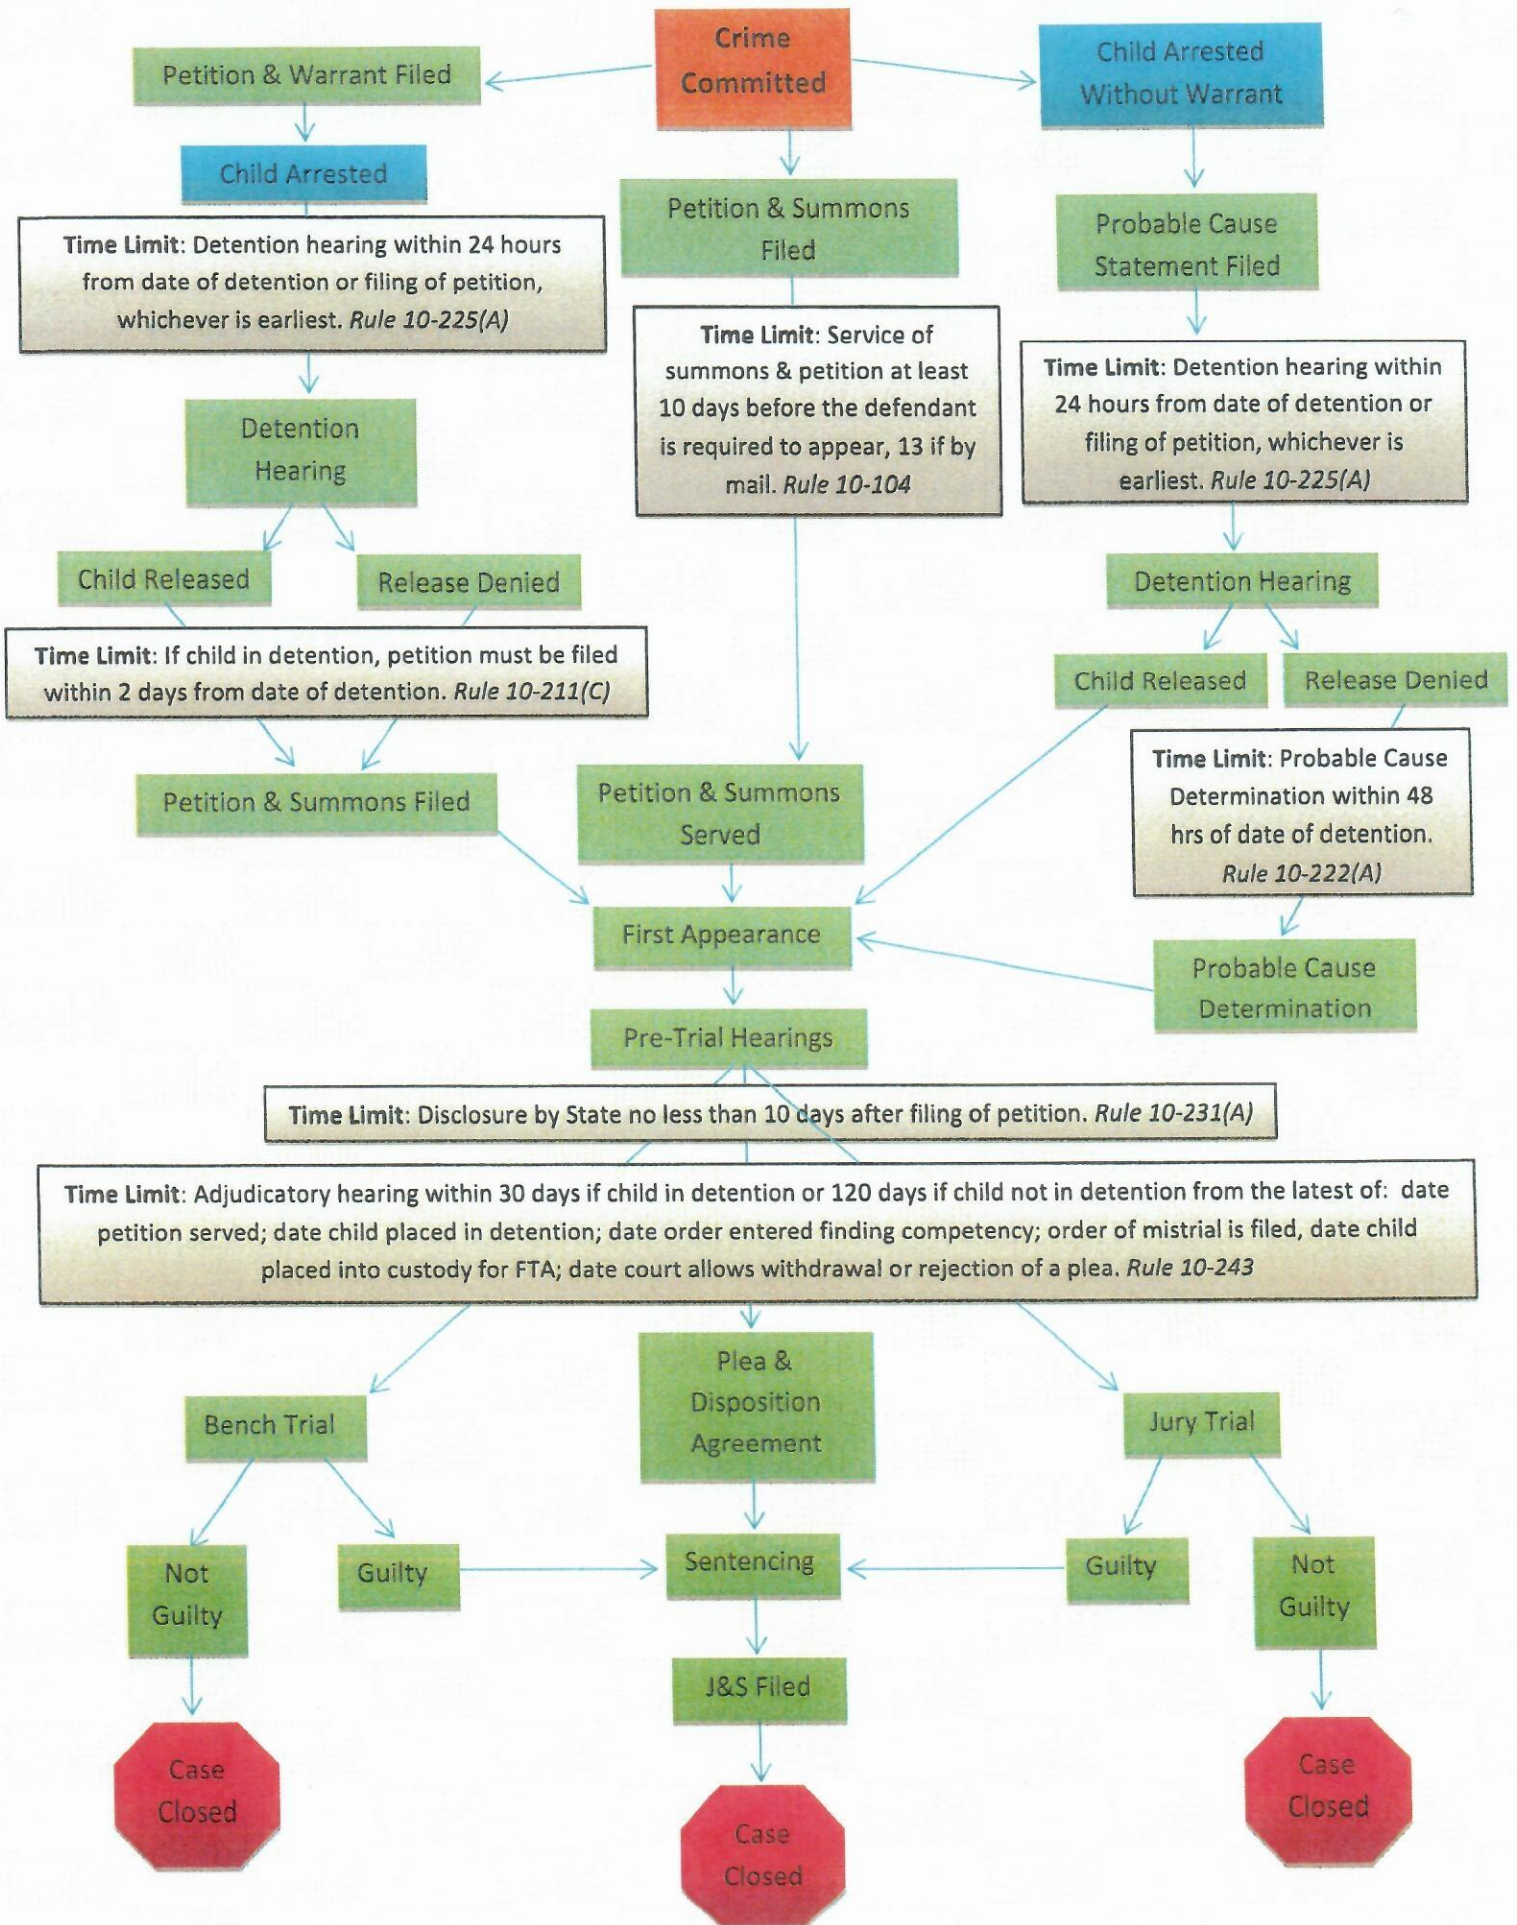 Crime
Committed
Petition & Warrant Filed
Child Arrested
Without Warrant
Child Arrested
Petition & Summons
Filed
Probable Cause
Statement Filed
Time Limit: Detention hearing within 24 hours
from date of detention or filing of petition,
whichever is earliest. Rule 10-225(A)
Time Limit: Service of
summons & petition at least
10 days before the defendant
is required to appear, 13 if by
mail. Rule 10-104
Time Limit: Detention hearing within
24 hours from date of detention or
filing of petition, whichever is
earliest. Rule 10-225(A)
Detention
Hearing
Child Released
Release Denied
Detention Hearing
Time Limit: If child in detention, petition must be filed
within 2 days from date of detention. Rule 10-211(C)
Child Released
Release Denied
Time Limit: Probable Cause
Determination within 48
hrs of date of detention.
Rule 10-222(A)
Petition & Summons Filed
Petition & Summons
Served
First Appearance
Probable Cause
Determination
Pre-Trial Hearings
Time Limit: Disclosure by State no less than 10 days after filing of petition. Rule 10-231(A)
Time Limit: Adjudicatory hearing within 30 days if child in detention or 120 days if child not in detention from the latest of: date
petition served; date child placed in detention; date order entered finding competency; order of mistrial is filed, date child
placed into custody for FTA; date court allows withdrawal or rejection of a plea. Rule 10-243
Bench Trial
Plea &
Disposition
Agreement
Jury Trial
Not
Guilty
Guilty
Sentencing
Guilty
Not
Guilty
J&S Filed
Case
Closed
Case
Closed
Case
Closed